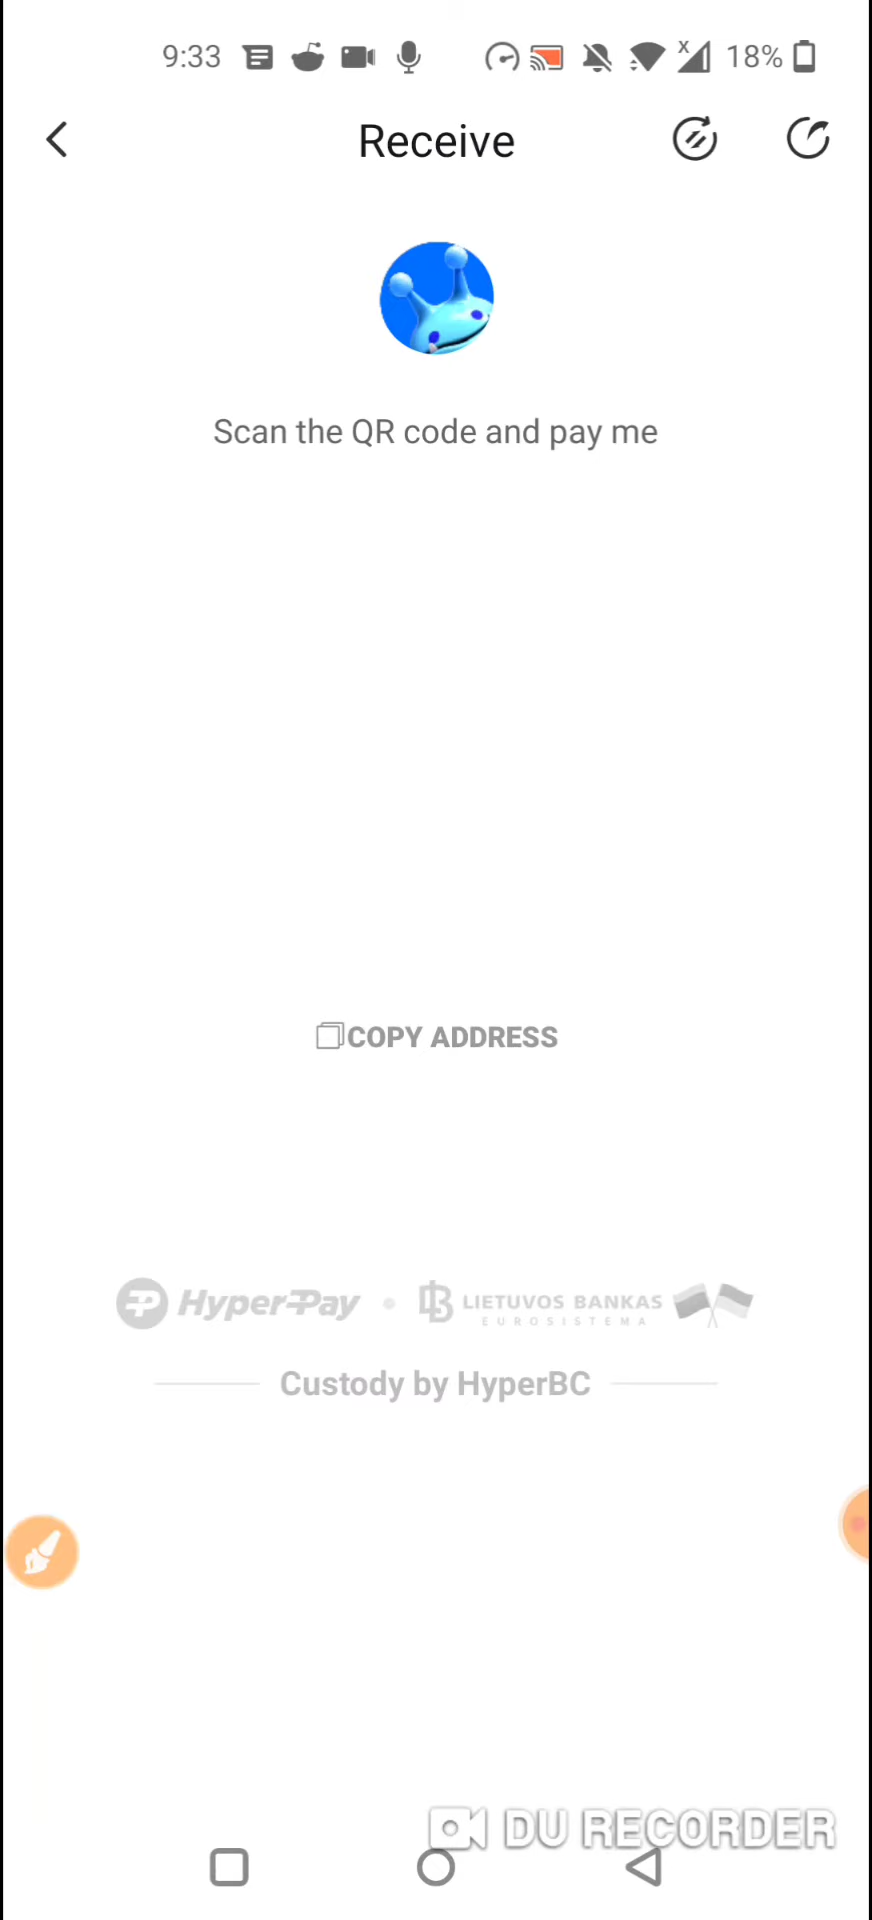 9:33 18%
Receive
Scan the QR code and pay me
COPY ADDRESS
HyperPay • LIETUVOS BANKAS
EUROSISTEMA
Custody by HyperBC
DU RECORDER